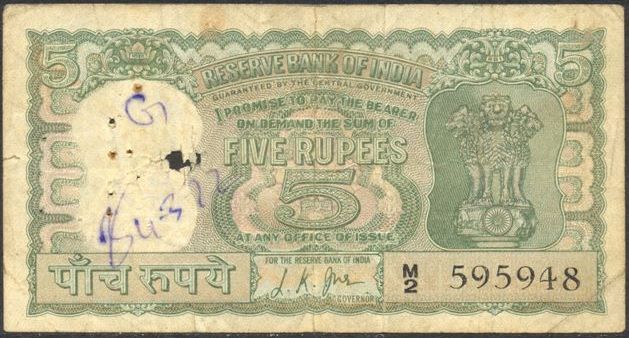 5 5
RESERVE BANK OF INDIA
GUARANTEED BY THE CENTRAL GOVERNMENT
I PROMISE TO PAY THE BEARER
ON DEMAND THE SUM OF
FIVE RUPEES
5
AT ANY OFFICE OF ISSUE
FOR THE RESERVE BANK OF INDIA
GOVERNOR
पाँच रुपये
M/2 595948
G